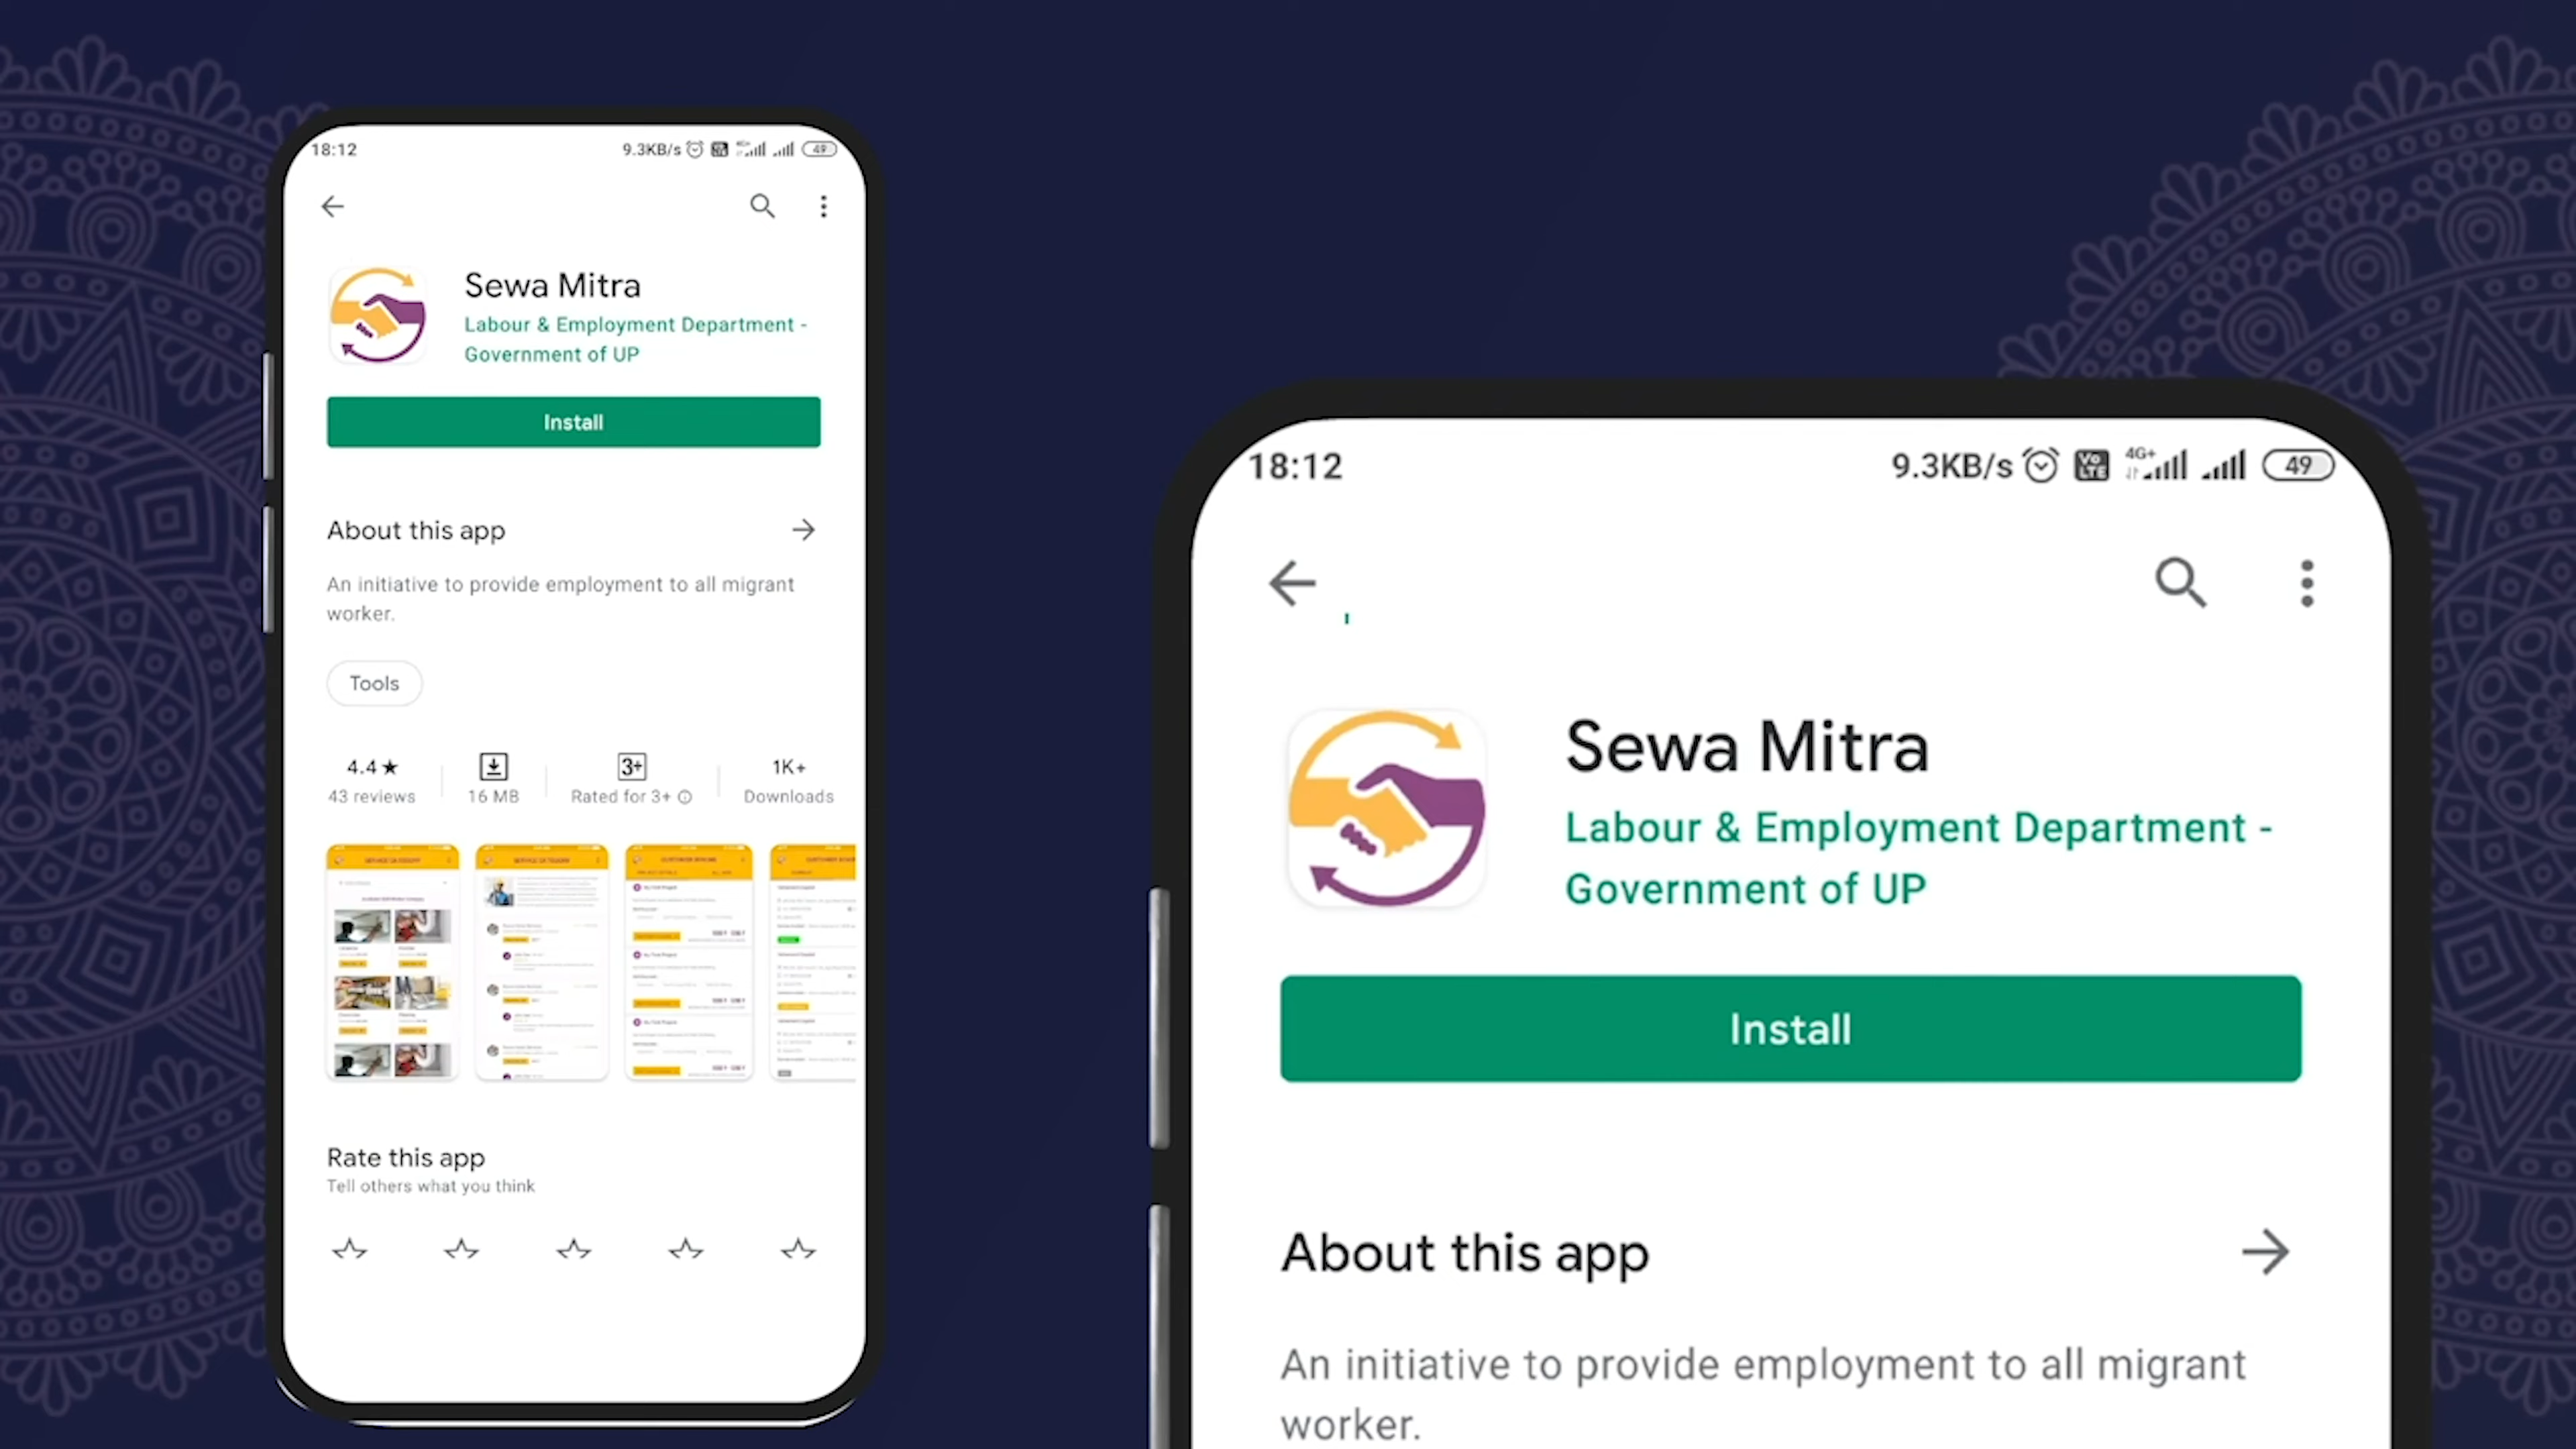 18:12
9.3KB/s
49
Sewa Mitra
Labour & Employment Department -
Government of UP
Install
About this app
An initiative to provide employment to all migrant
worker.
Tools
4.4★
43 reviews
16 MB
3+
Rated for 3+
1K+
Downloads
Rate this app
Tell others what you think
18:12
9.3KB/s
Vo
LTE
4G+
49
Sewa Mitra
Labour & Employment Department -
Government of UP
Install
About this app
An initiative to provide employment to all migrant
worker.